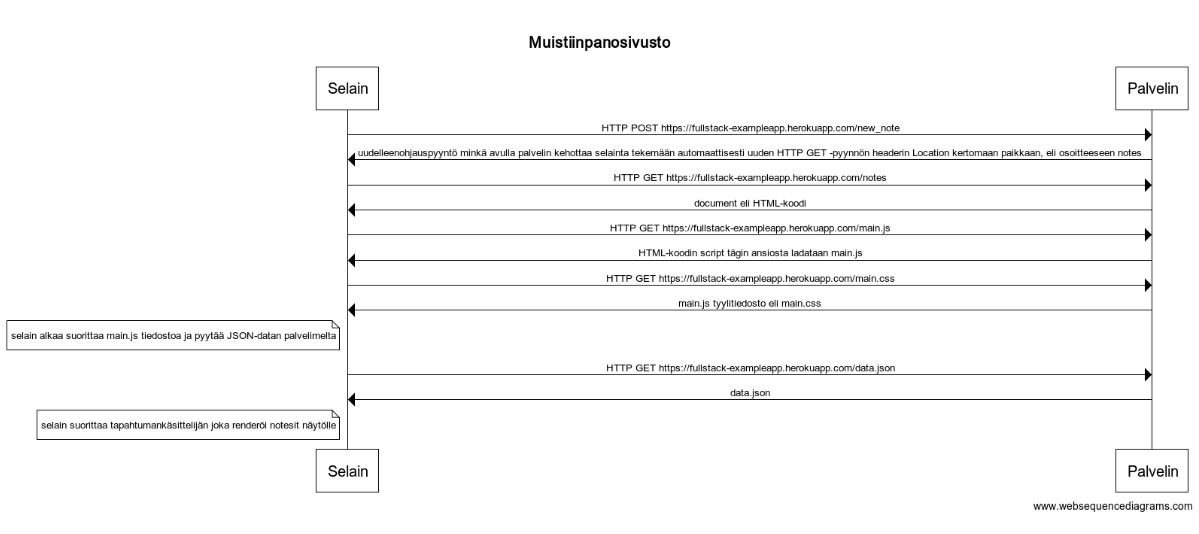 Muistiinpanosivusto
Selain
Palvelin
HTTP POST https://fullstack-exampleapp.herokuapp.com/new_note
uudelleenohjauspyyntö minkä avulla palvelin kehottaa selainta tekemään automaattisesti uuden HTTP GET -pyynnön headerin Location kertomaan paikkaan, eli osoitteeseen notes
HTTP GET https://fullstack-exampleapp.herokuapp.com/notes
document eli HTML-koodi
HTTP GET https://fullstack-exampleapp.herokuapp.com/main.js
HTML-koodin script tägin ansiosta ladataan main.js
HTTP GET https://fullstack-exampleapp.herokuapp.com/main.css
main.js tyylitiedosto eli main.css
selain alkaa suorittaa main.js tiedostoa ja pyytää JSON-datan palvelimelta
HTTP GET https://fullstack-exampleapp.herokuapp.com/data.json
data.json
selain suorittaa tapahtumankäsittelijän joka renderöi notesit näytölle
Selain
Palvelin
www.websequencediagrams.com